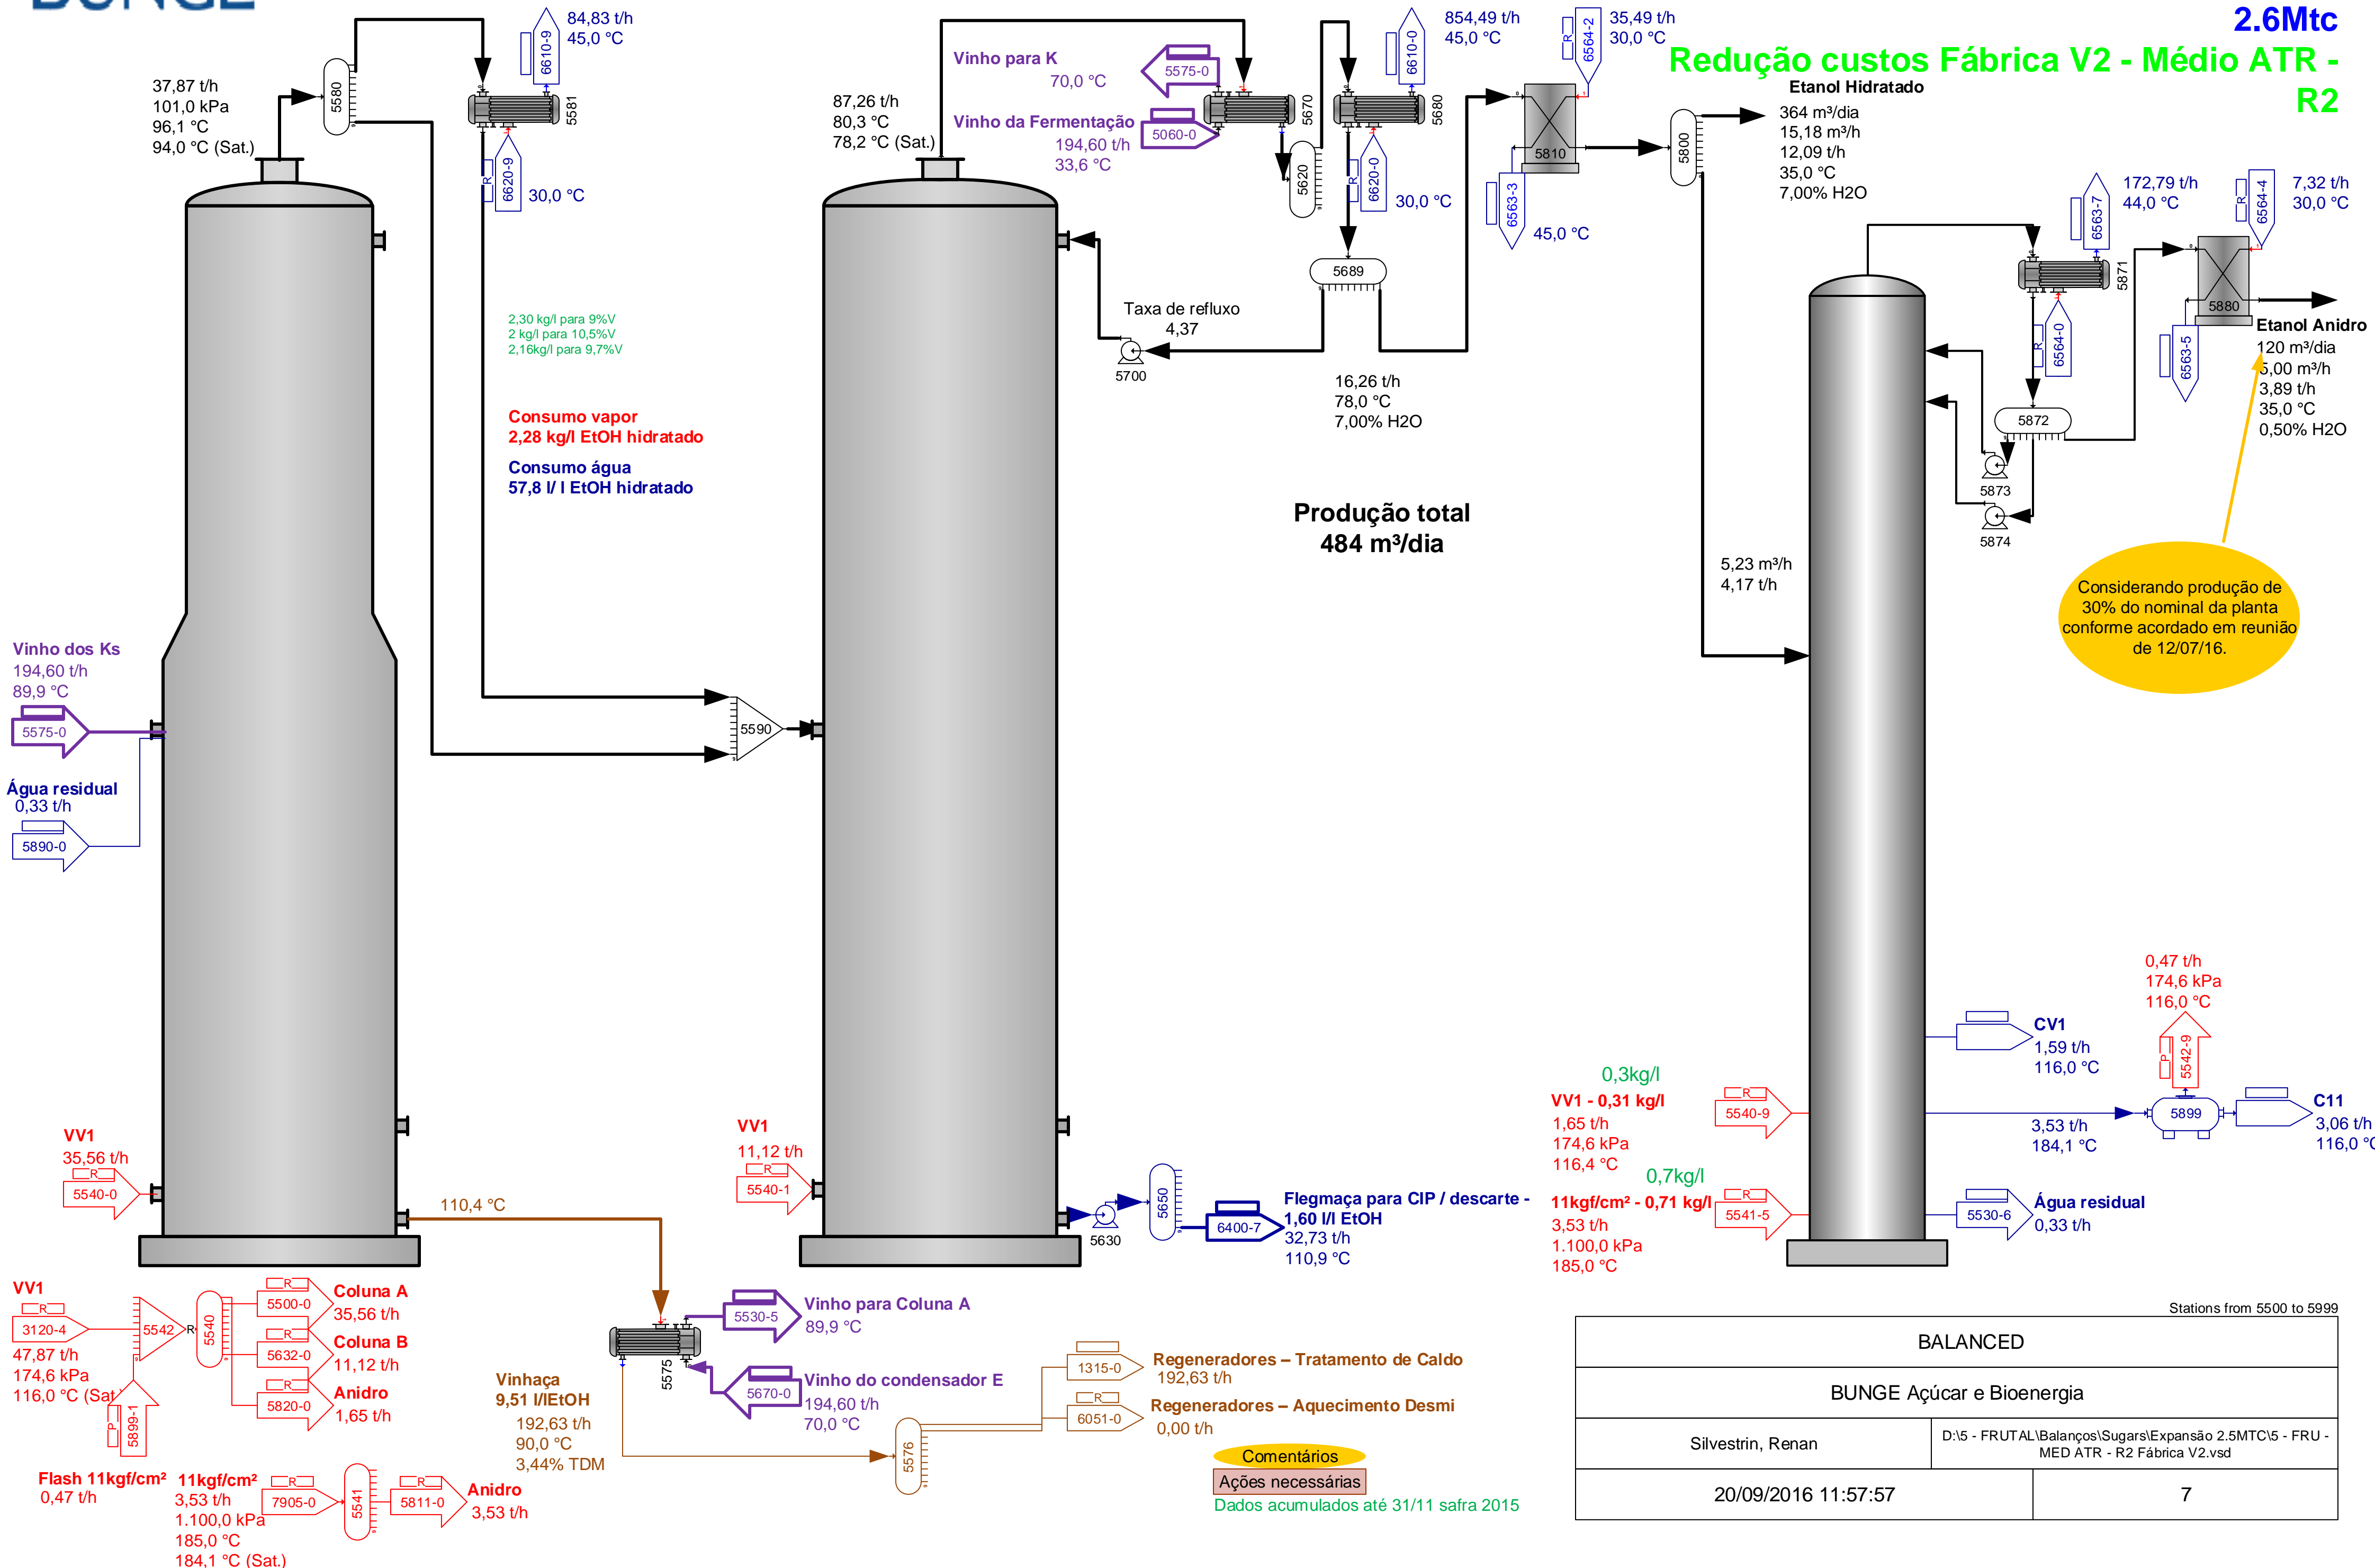 BUNGE
2.6Mtc
Redução custos Fábrica V2 - Médio ATR -
R2
37,87 t/h
101,0 kPa
96,1 °C
94,0 °C (Sat.)
5580
84,83 t/h
45,0 °C
6610-9
5581
R
6620-9
30,0 °C
87,26 t/h
80,3 °C
78,2 °C (Sat.)
Vinho para K
70,0 °C
5575-0
Vinho da Fermentação
5060-0
194,60 t/h
33,6 °C
5670
5620
854,49 t/h
45,0 °C
6610-0
5680
R
6620-0
30,0 °C
5689
35,49 t/h
30,0 °C
R
6564-2
5810
6563-3
45,0 °C
5800
Etanol Hidratado
364 m³/dia
15,18 m³/h
12,09 t/h
35,0 °C
7,00% H2O
172,79 t/h
44,0 °C
6563-7
5871
R
6564-0
7,32 t/h
30,0 °C
R
6564-4
5880
6563-5
Etanol Anidro
120 m³/dia
5,00 m³/h
3,89 t/h
35,0 °C
0,50% H2O
5872
5873
5874
Taxa de refluxo
4,37
5700
16,26 t/h
78,0 °C
7,00% H2O
2,30 kg/l para 9%V
2 kg/l para 10,5%V
2,16kg/l para 9,7%V
Consumo vapor
2,28 kg/l EtOH hidratado
Consumo água
57,8 l/ l EtOH hidratado
Produção total
484 m³/dia
5,23 m³/h
4,17 t/h
Considerando produção de
30% do nominal da planta
conforme acordado em reunião
de 12/07/16.
Vinho dos Ks
194,60 t/h
89,9 °C
5575-0
Água residual
0,33 t/h
5890-0
5590
VV1
35,56 t/h
R
5540-0
110,4 °C
VV1
11,12 t/h
R
5540-1
5630
5650
6400-7
Flegmaça para CIP / descarte -
1,60 l/l EtOH
32,73 t/h
110,9 °C
0,3kg/l
VV1 - 0,31 kg/l
1,65 t/h
174,6 kPa
116,4 °C
R
5540-9
0,7kg/l
11kgf/cm² - 0,71 kg/l
3,53 t/h
1.100,0 kPa
185,0 °C
R
5541-5
CV1
1,59 t/h
116,0 °C
0,47 t/h
174,6 kPa
116,0 °C
P
5542-9
5899
3,53 t/h
184,1 °C
C11
3,06 t/h
116,0 °C
5530-6
Água residual
0,33 t/h
VV1
R
3120-4
47,87 t/h
174,6 kPa
116,0 °C (Sat.
5542
R
5540
P
5899-1
R
5500-0
Coluna A
35,56 t/h
R
5632-0
Coluna B
11,12 t/h
R
5820-0
Anidro
1,65 t/h
Flash 11kgf/cm²
0,47 t/h
11kgf/cm²
3,53 t/h
1.100,0 kPa
185,0 °C
184,1 °C (Sat.)
R
7905-0
5541
R
5811-0
Anidro
3,53 t/h
5575
5530-5
Vinho para Coluna A
89,9 °C
5670-0
Vinho do condensador E
194,60 t/h
70,0 °C
Vinhaça
9,51 l/lEtOH
192,63 t/h
90,0 °C
3,44% TDM
5576
1315-0
Regeneradores – Tratamento de Caldo
192,63 t/h
R
6051-0
Regeneradores – Aquecimento Desmi
0,00 t/h
Comentários
Ações necessárias
Dados acumulados até 31/11 safra 2015
Stations from 5500 to 5999
BALANCED
BUNGE Açúcar e Bioenergia
Silvestrin, Renan
D:\5 - FRUTAL\Balanços\Sugars\Expansão 2.5MTC\5 - FRU -
MED ATR - R2 Fábrica V2.vsd
20/09/2016 11:57:57
7